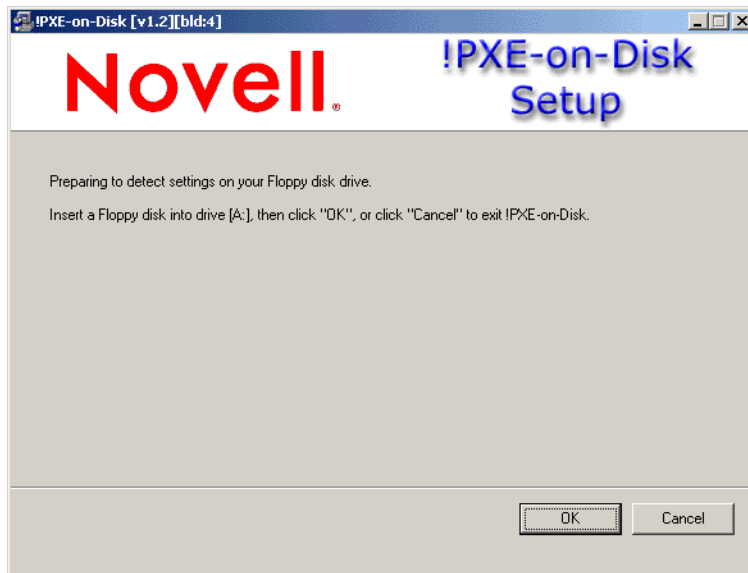 !PXE-on-Disk [v1.2][bld:4]
Novell®
!PXE-on-Disk
Setup
Preparing to detect settings on your Floppy disk drive.
Insert a Floppy disk into drive [A:], then click "OK", or click "Cancel" to exit !PXE-on-Disk.
OK
Cancel